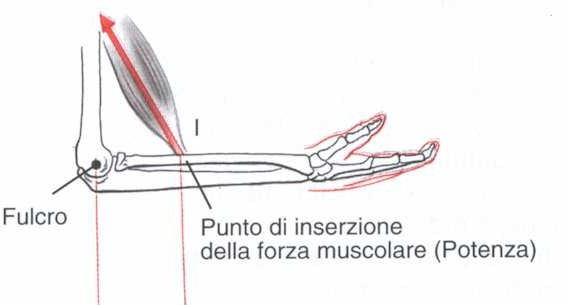 I
Fulcro
Punto di inserzione
della forza muscolare (Potenza)